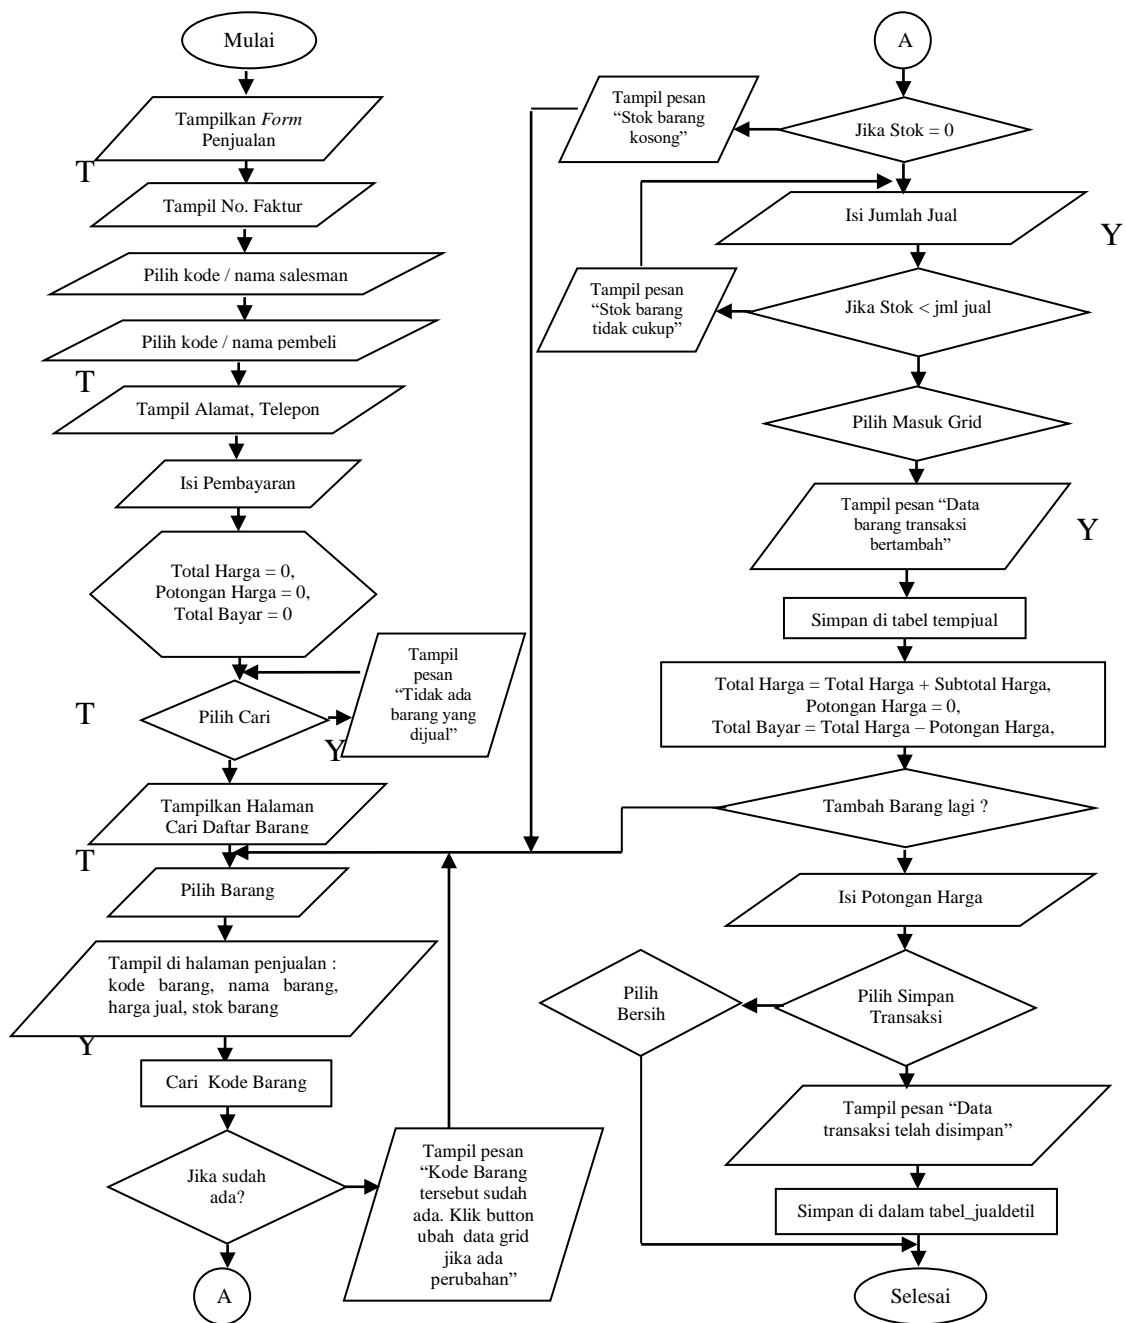 Mulai
Tampilkan Form
Penjualan
T
Tampil No. Faktur
Pilih kode / nama salesman
Pilih kode / nama pembeli
T
Tampil Alamat, Telepon
Isi Pembayaran
Total Harga = 0,
Potongan Harga = 0,
Total Bayar = 0
Tampil
pesan
“Tidak ada
barang yang
dijual”
T
Pilih Cari
Y
Tampilkan Halaman
Cari Daftar Barang
T
Pilih Barang
Tampil di halaman penjualan :
kode barang, nama barang,
harga jual, stok barang
Y
Cari Kode Barang
Jika sudah
ada?
Tampil pesan
“Kode Barang
tersebut sudah
ada. Klik button
ubah data grid
jika ada
perubahan”
A
A
Tampil pesan
“Stok barang
kosong”
Jika Stok = 0
Isi Jumlah Jual
Y
Tampil pesan
“Stok barang
tidak cukup”
Jika Stok < jml jual
Pilih Masuk Grid
Tampil pesan “Data
barang transaksi
bertambah”
Y
Simpan di tabel tempjual
Total Harga = Total Harga + Subtotal Harga,
Potongan Harga = 0,
Total Bayar = Total Harga – Potongan Harga,
Tambah Barang lagi ?
Isi Potongan Harga
Pilih
Bersih
Pilih Simpan
Transaksi
Tampil pesan “Data
transaksi telah disimpan”
Simpan di dalam tabel_jualdetil
Selesai